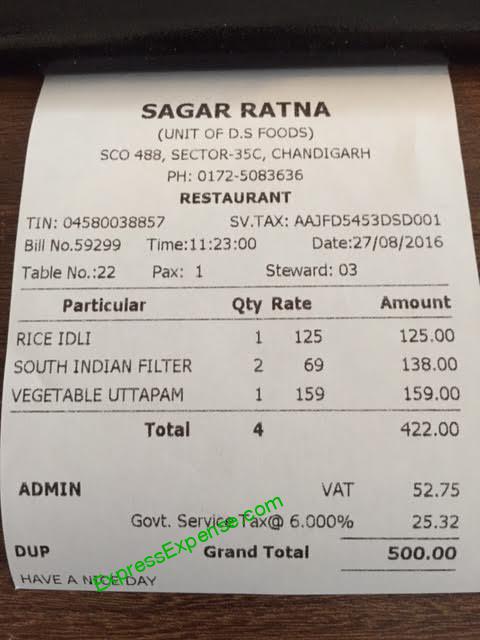 SAGAR RATNA
(UNIT OF D.S FOODS)
SCO 488, SECTOR-35C, CHANDIGARH
PH: 0172-5083636
RESTAURANT
TIN: 04580038857 SV.TAX: AAJFD5453DSD001
Bill No.59299 Time:11:23:00 Date:27/08/2016
Table No.:22 Pax: 1 Steward: 03
Particular Qty Rate Amount
RICE IDLI 1 125 125.00
SOUTH INDIAN FILTER 2 69 138.00
VEGETABLE UTTAPAM 1 159 159.00
Total 4 422.00
ADMIN VAT 52.75
Govt. Service Tax@ 6.000% 25.32
DUP Grand Total 500.00
HAVE A NICE DAY
ExpressExpense.com